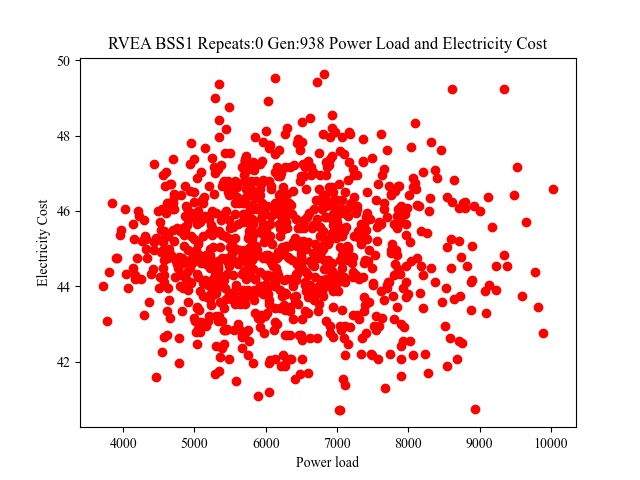 RVEA BSS1 Repeats:0 Gen:938 Power Load and Electricity Cost
50
48
46
44
42
Electricity Cost
4000 5000 6000 7000 8000 9000 10000
Power load